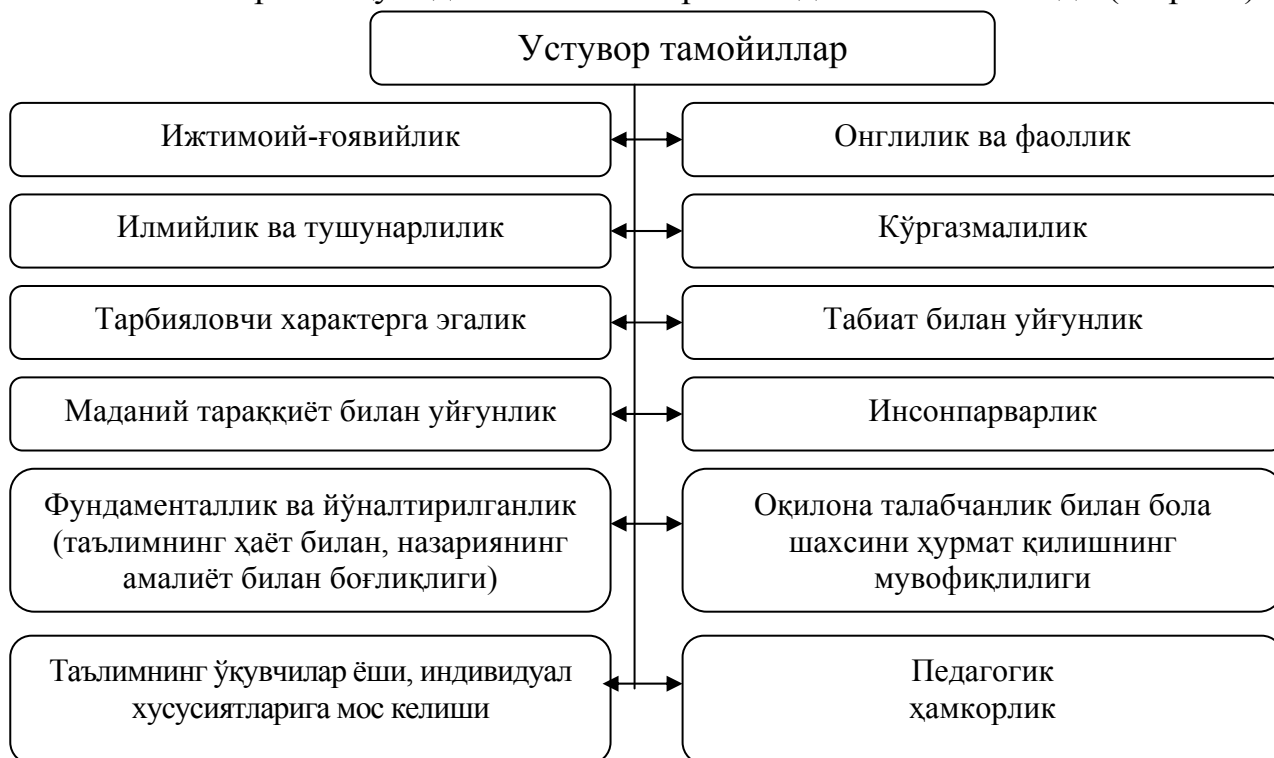 Устувор тамойиллар
Ижтимоий-ғоявийлик
Онглилик ва фаоллик
Илмийлик ва тушунарлилик
Кўргазмалилик
Тарбияловчи характерга эгалик
Табиат билан уйғунлик
Маданий тараққиёт билан уйғунлик
Инсонпарварлик
Фундаменталлик ва йўналтирилганлик
(таълимнинг ҳаёт билан, назариянинг
амалиёт билан боғлиқлиги)
Оқилона талабчанлик билан бола
шахсини ҳурмат қилишнинг
мувофиқлилиги
Таълимнинг ўқувчилар ёши, индивидуал
хусусиятларига мос келиши
Педагогик
ҳамкорлик